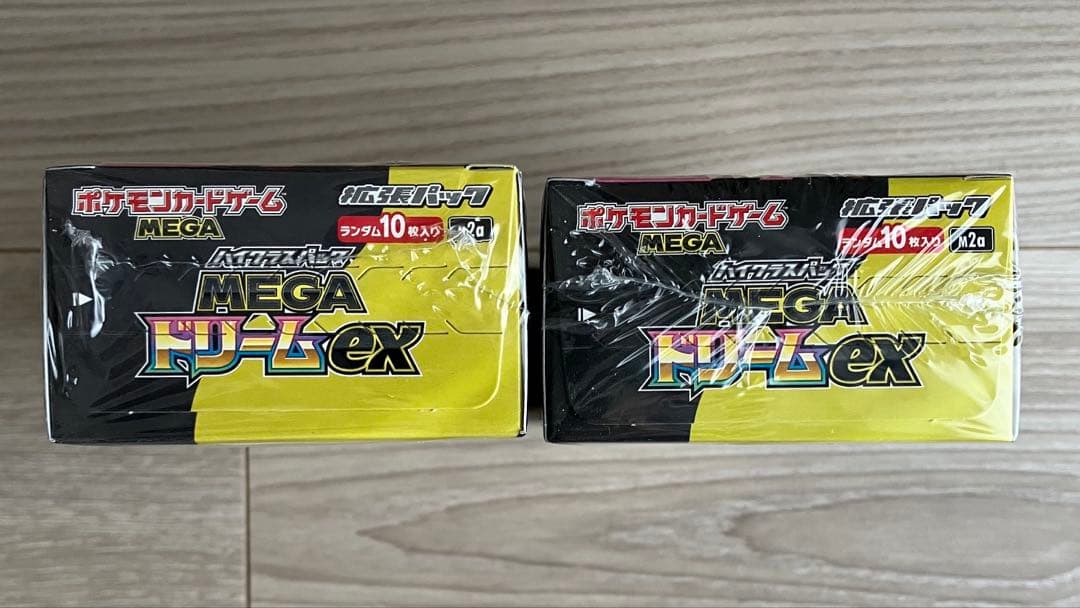 ポケモンカードゲーム
MEGA
拡張パック
ランダム10枚入り
M2a
ハイクラスパック
MEGA
ドリームex
ポケモンカードゲーム
MEGA
拡張パック
ランダム10枚入り
M2a
ハイクラスパック
MEGA
ドリームex